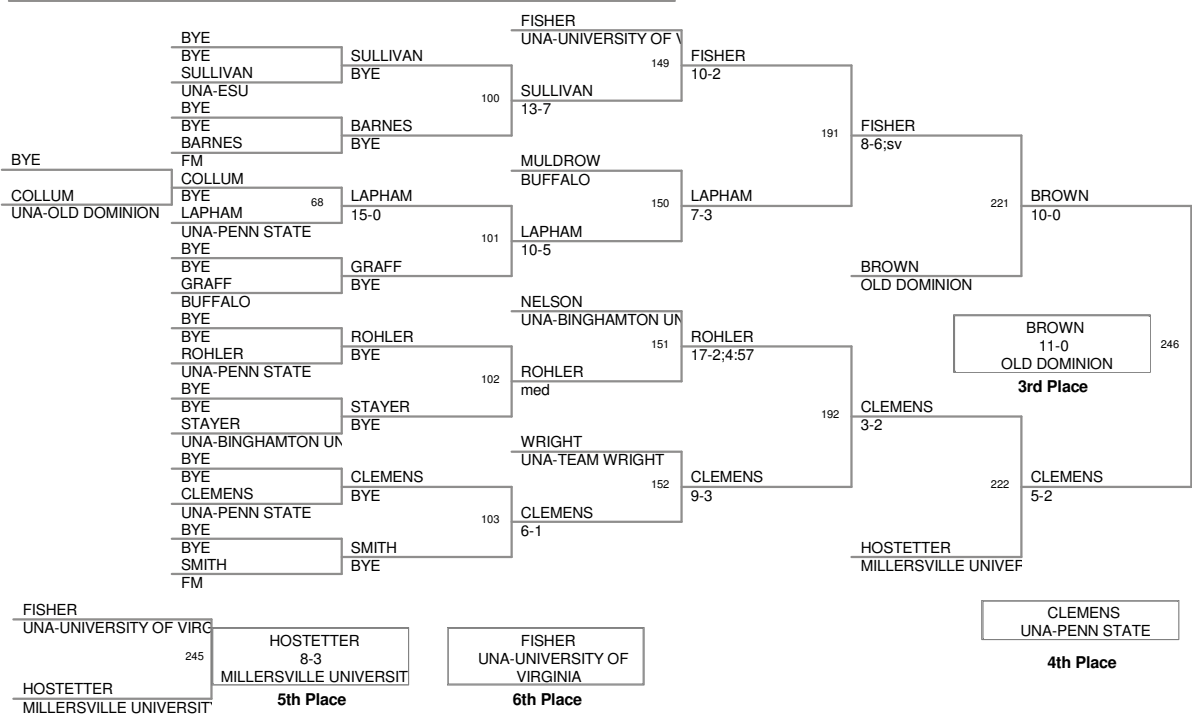 BYE
COLLUM
UNA-OLD DOMINION
BYE
BYE
SULLIVAN
UNA-ESU
BYE
BYE
BARNES
FM
COLLUM
BYE
68
LAPHAM
UNA-PENN STATE
BYE
BYE
GRAFF
BUFFALO
BYE
BYE
ROHLER
UNA-PENN STATE
BYE
BYE
STAYER
UNA-BINGHAMTON UN
BYE
BYE
CLEMENS
UNA-PENN STATE
BYE
BYE
SMITH
FM
SULLIVAN
BYE
100
BARNES
BYE
LAPHAM
15-0
101
GRAFF
BYE
ROHLER
BYE
102
STAYER
BYE
CLEMENS
BYE
103
SMITH
BYE
FISHER
UNA-UNIVERSITY OF V
149
SULLIVAN
13-7
MULDROW
BUFFALO
150
LAPHAM
10-5
NELSON
UNA-BINGHAMTON UN
151
ROHLER
med
WRIGHT
UNA-TEAM WRIGHT
152
CLEMENS
6-1
FISHER
10-2
191
LAPHAM
7-3
ROHLER
17-2;4:57
192
CLEMENS
9-3
FISHER
8-6;sv
221
BROWN
OLD DOMINION
CLEMENS
3-2
222
HOSTETTER
MILLERSVILLE UNIVER
BROWN
10-0
246
CLEMENS
5-2
BROWN
11-0
OLD DOMINION
3rd Place
CLEMENS
UNA-PENN STATE
4th Place
FISHER
UNA-UNIVERSITY OF VIRG
245
HOSTETTER
MILLERSVILLE UNIVERSIT
HOSTETTER
8-3
MILLERSVILLE UNIVERSIT
5th Place
FISHER
UNA-UNIVERSITY OF
VIRGINIA
6th Place